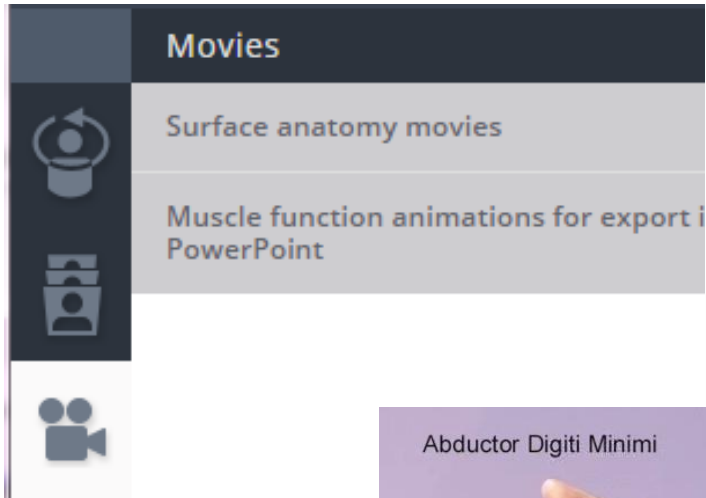 Movies
Surface anatomy movies
Muscle function animations for export
PowerPoint
Abductor Digiti Minimi